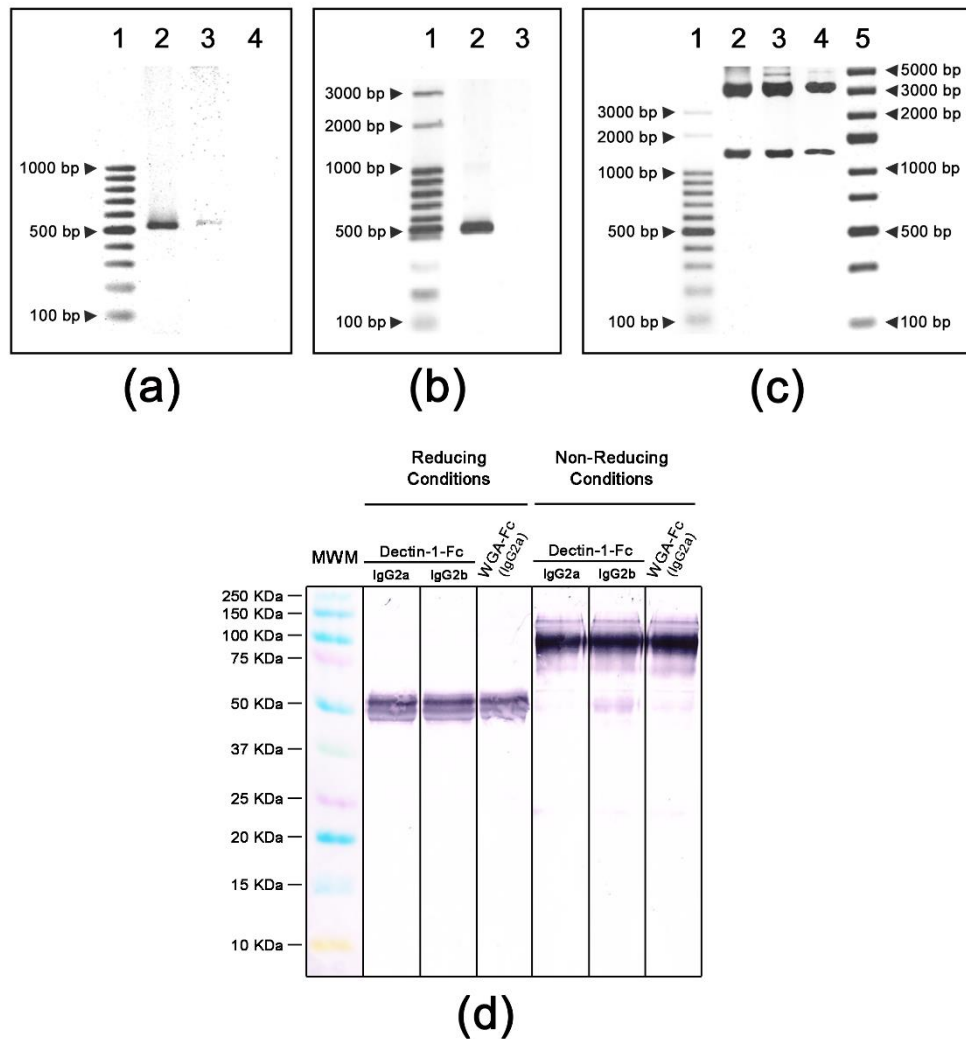 1 2 3 4
1000 bp
500 bp
100 bp
(a)
1 2 3
3000 bp
2000 bp
1000 bp
500 bp
100 bp
(b)
1 2 3 4 5
3000 bp
2000 bp
1000 bp
500 bp
100 bp
5000 bp
3000 bp
2000 bp
1000 bp
500 bp
100 bp
(c)
Reducing
Conditions
Non-Reducing
Conditions
MWM
Dectin-1-Fc
IgG2a IgG2b
WGA-Fc
(IgG2a)
Dectin-1-Fc
IgG2a IgG2b
WGA-Fc
(IgG2a)
250 KDa
150 KDa
100 KDa
75 KDa
50 KDa
37 KDa
25 KDa
20 KDa
15 KDa
10 KDa
(d)